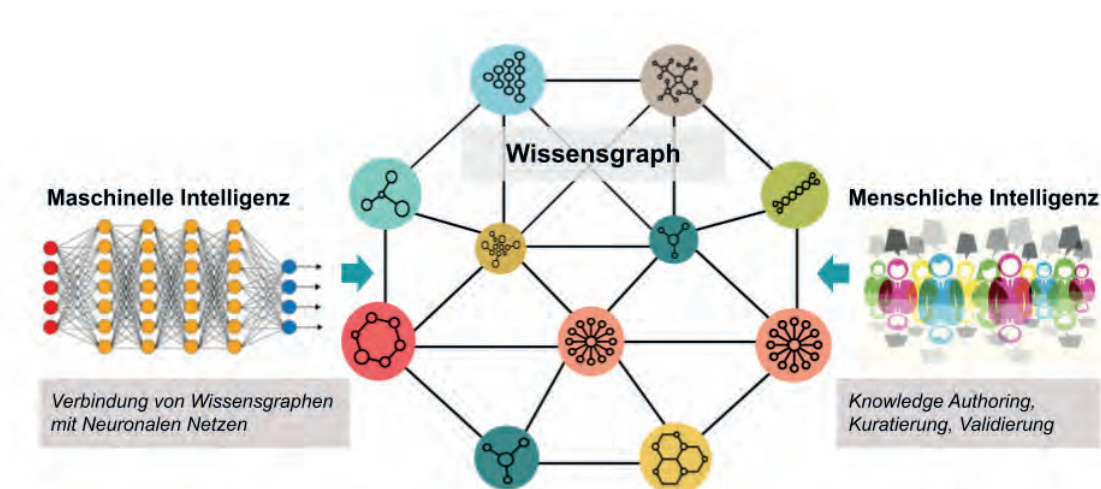 Wissensgraph
Maschinelle Intelligenz
Verbindung von Wissensgraphen
mit Neuronalen Netzen
Menschliche Intelligenz
Knowledge Authoring,
Kuratierung, Validierung